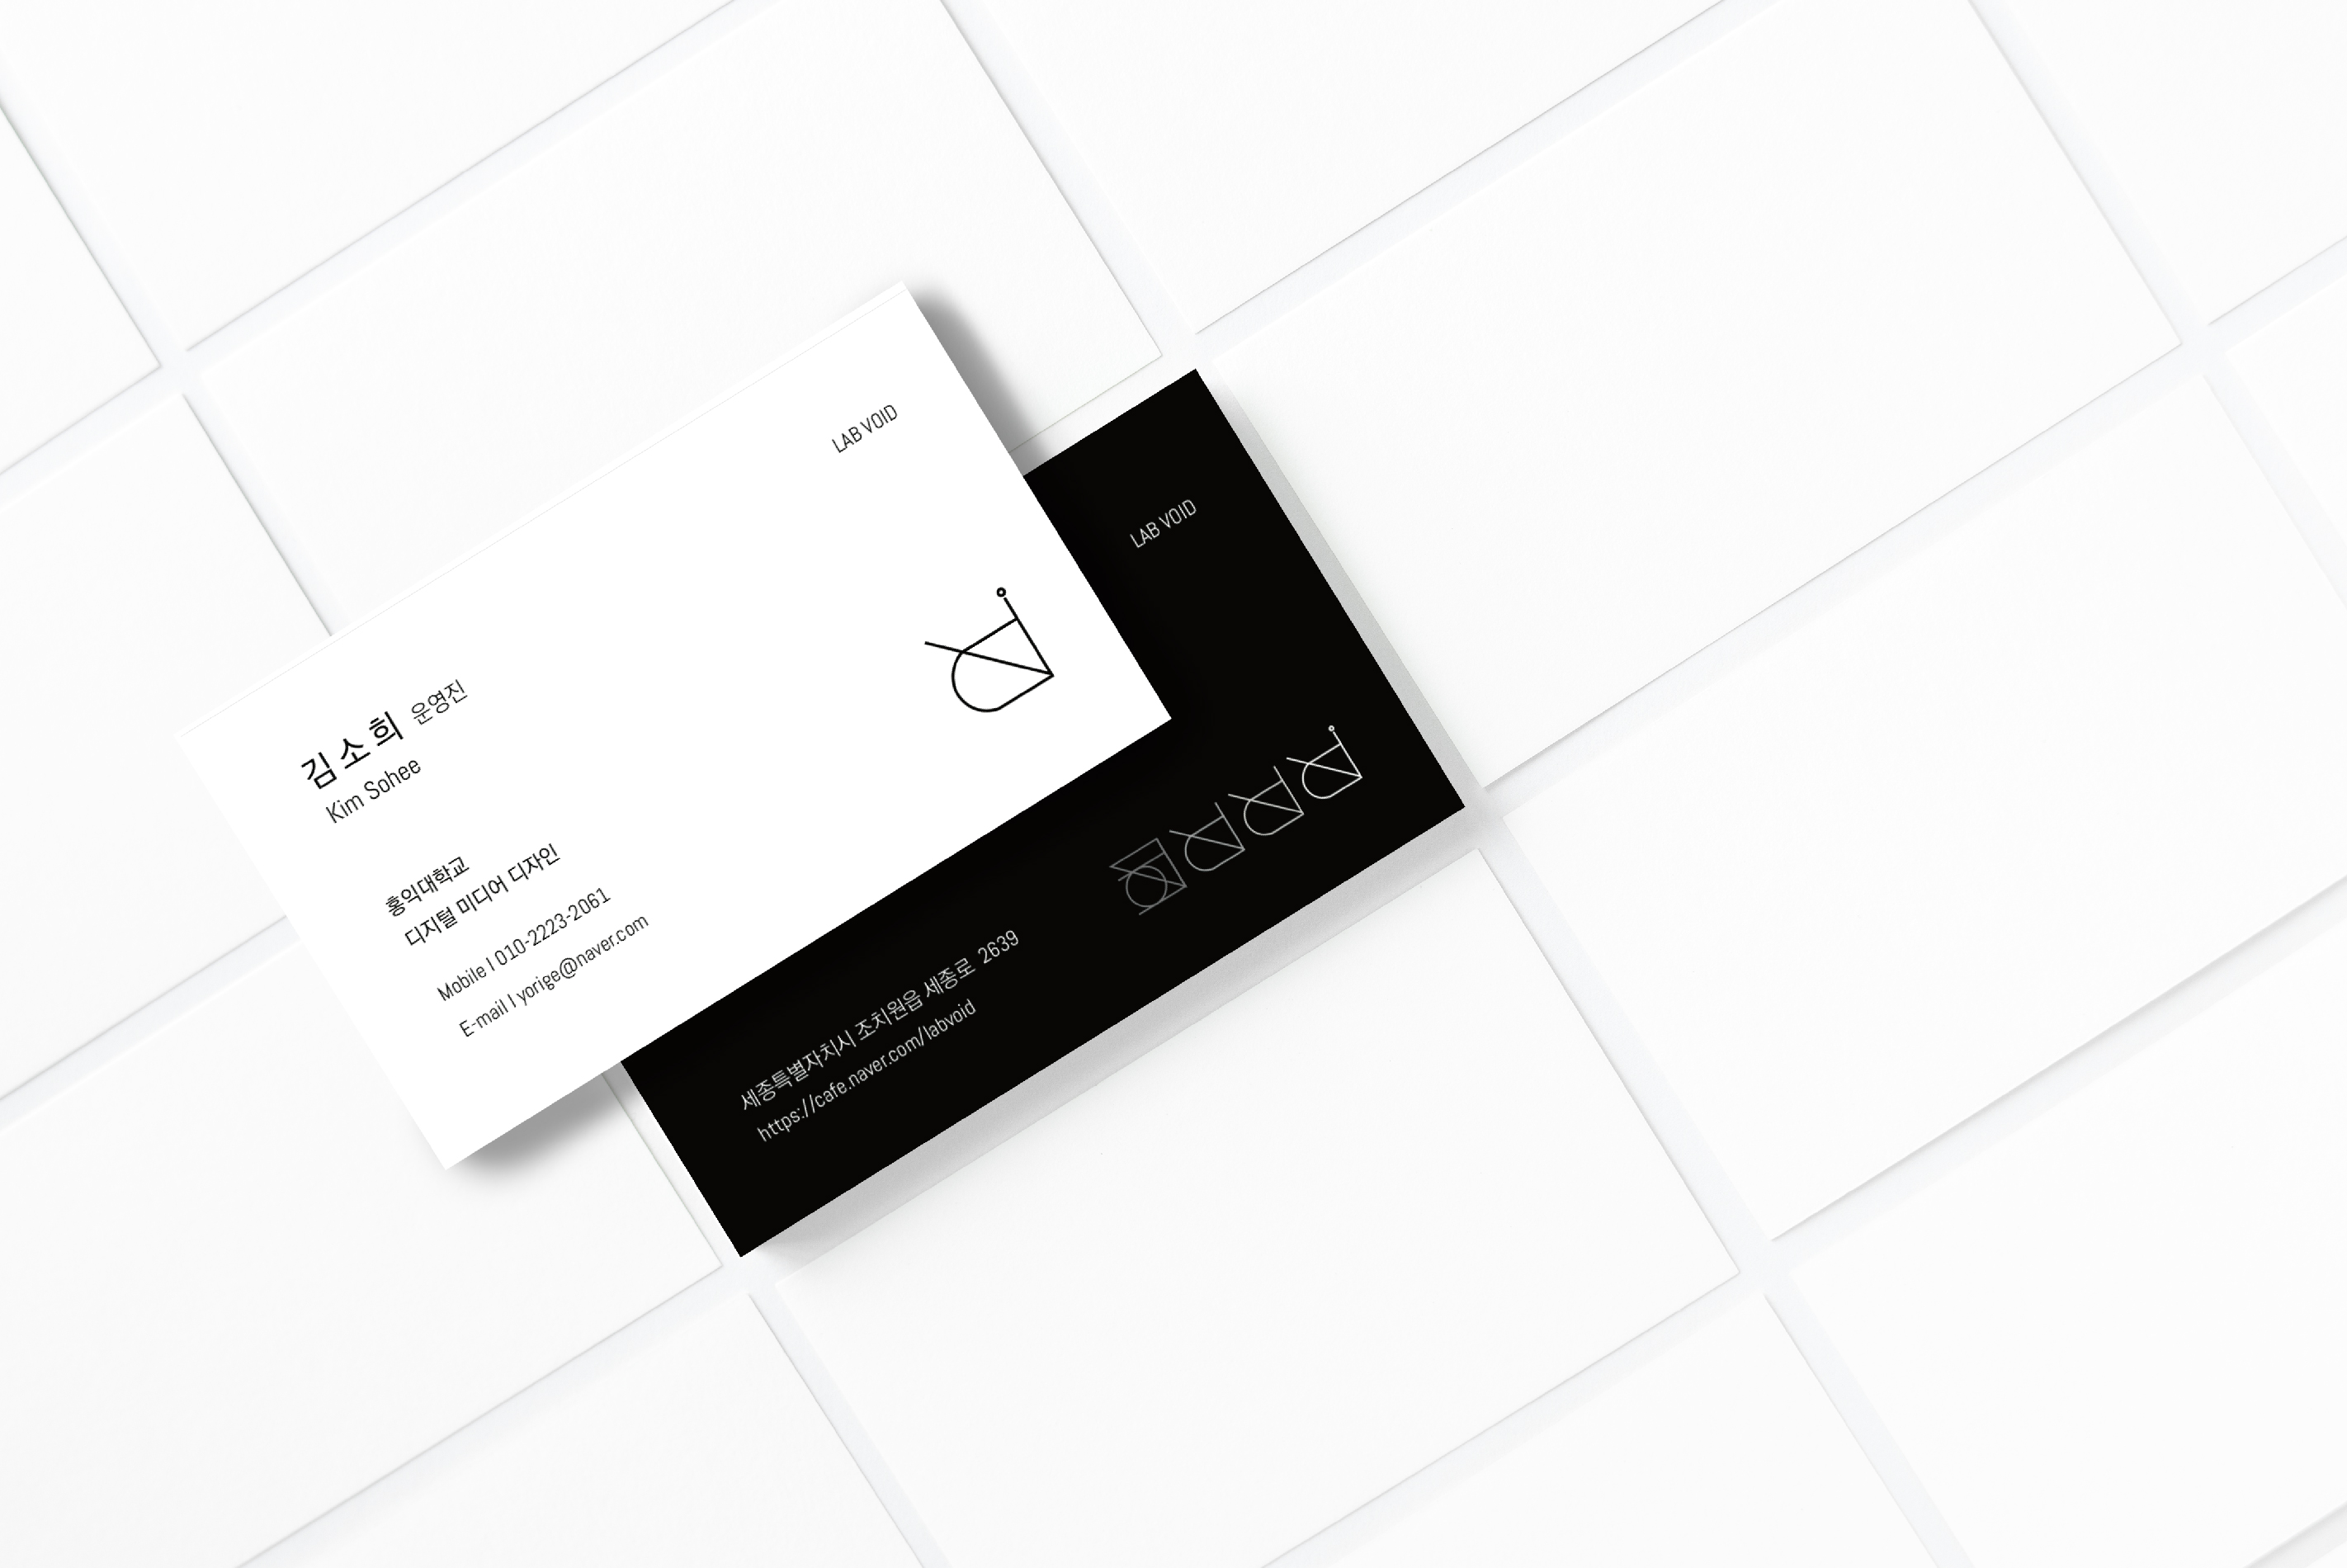 LAB VOID
김소희 운영진
Kim Sohee
홍익대학교
디지털 미디어 디자인
Mobile l 010-2223-2061
E-mail l yorige@naver.com
LAB VOID
세종특별자치시 조치원읍 세종로 2639
https://cafe.naver.com/labvoid